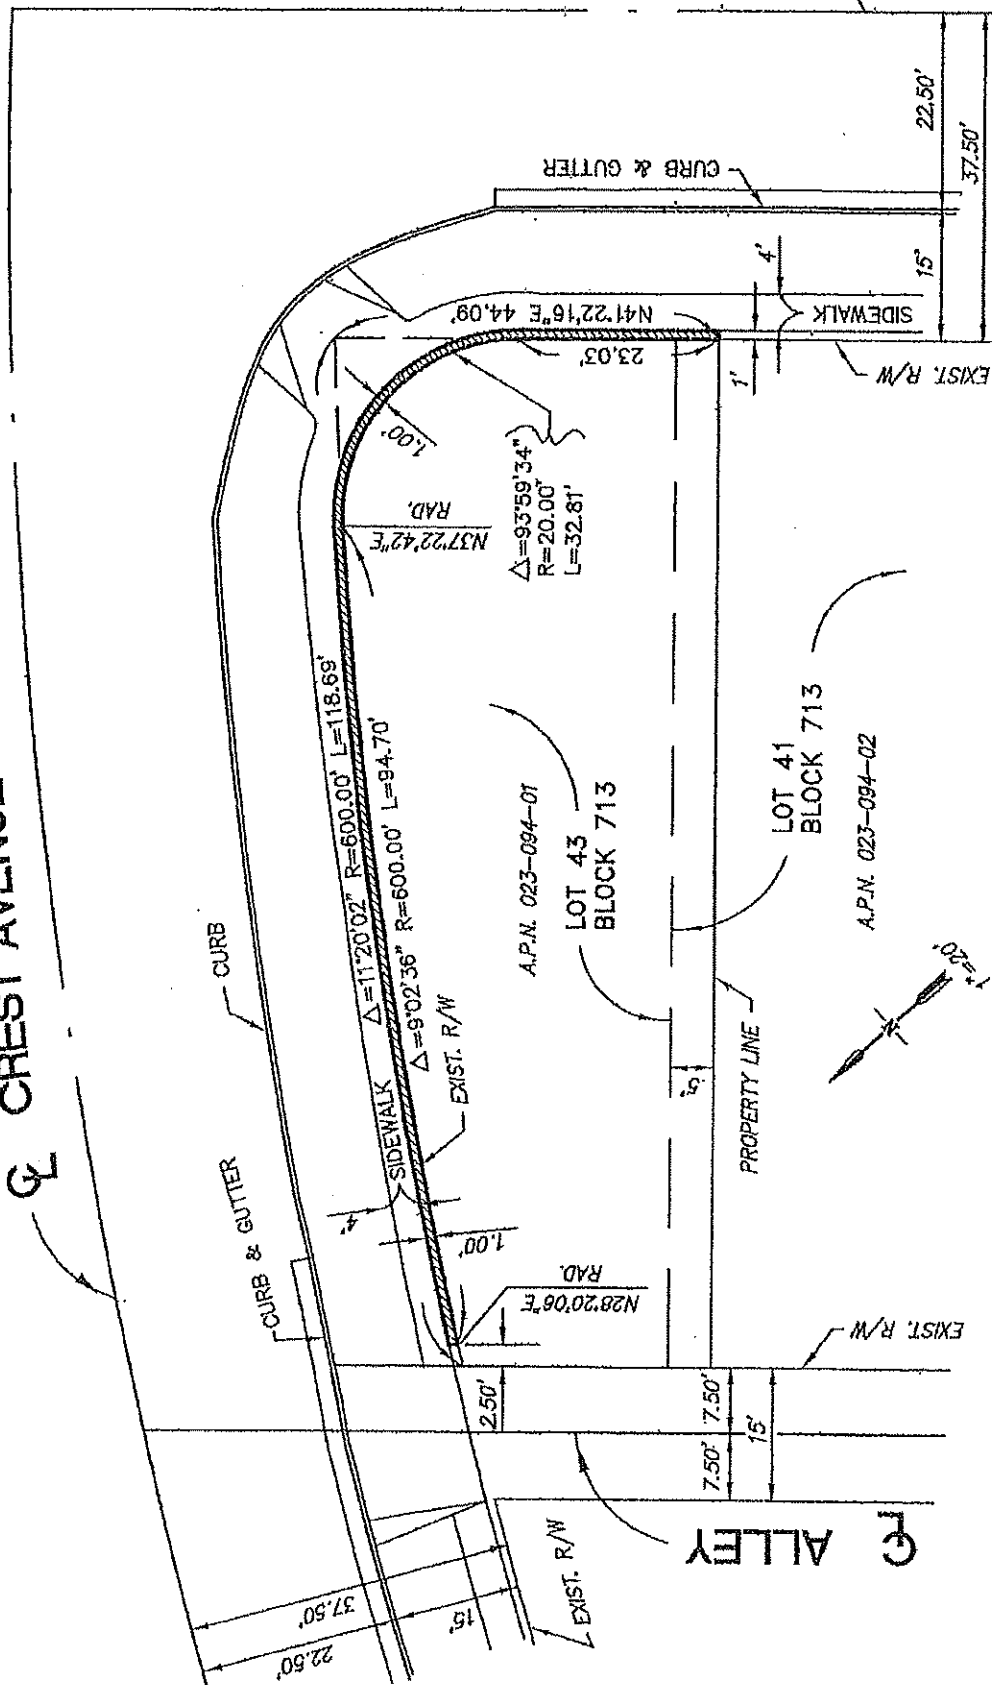 ℄ CREST AVENUE
22.50'
37.50'
CURB & GUTTER
15'
4'
SIDEWALK
N41°22'16"E 44.09'
23.03'
1'
EXIST. R/W
1.00'
N37°22'42"E
RAD.
△=93°59'34"
R=20.00'
L=32.81'
CURB
△=11°20'02" R=600.00' L=118.69'
△=9°02'36" R=600.00' L=94.70'
SIDEWALK
EXIST. R/W
4'
1.00'
CURB & GUTTER
A.P.N. 023-094-01
LOT 43
BLOCK 713
LOT 41
BLOCK 713
A.P.N. 023-094-02
N
1"=20'
5'
PROPERTY LINE
N28°20'06"E
RAD.
EXIST. R/W
2.50'
7.50'
7.50'
15'
℄ ALLEY
37.50'
22.50'
15'
EXIST. R/W